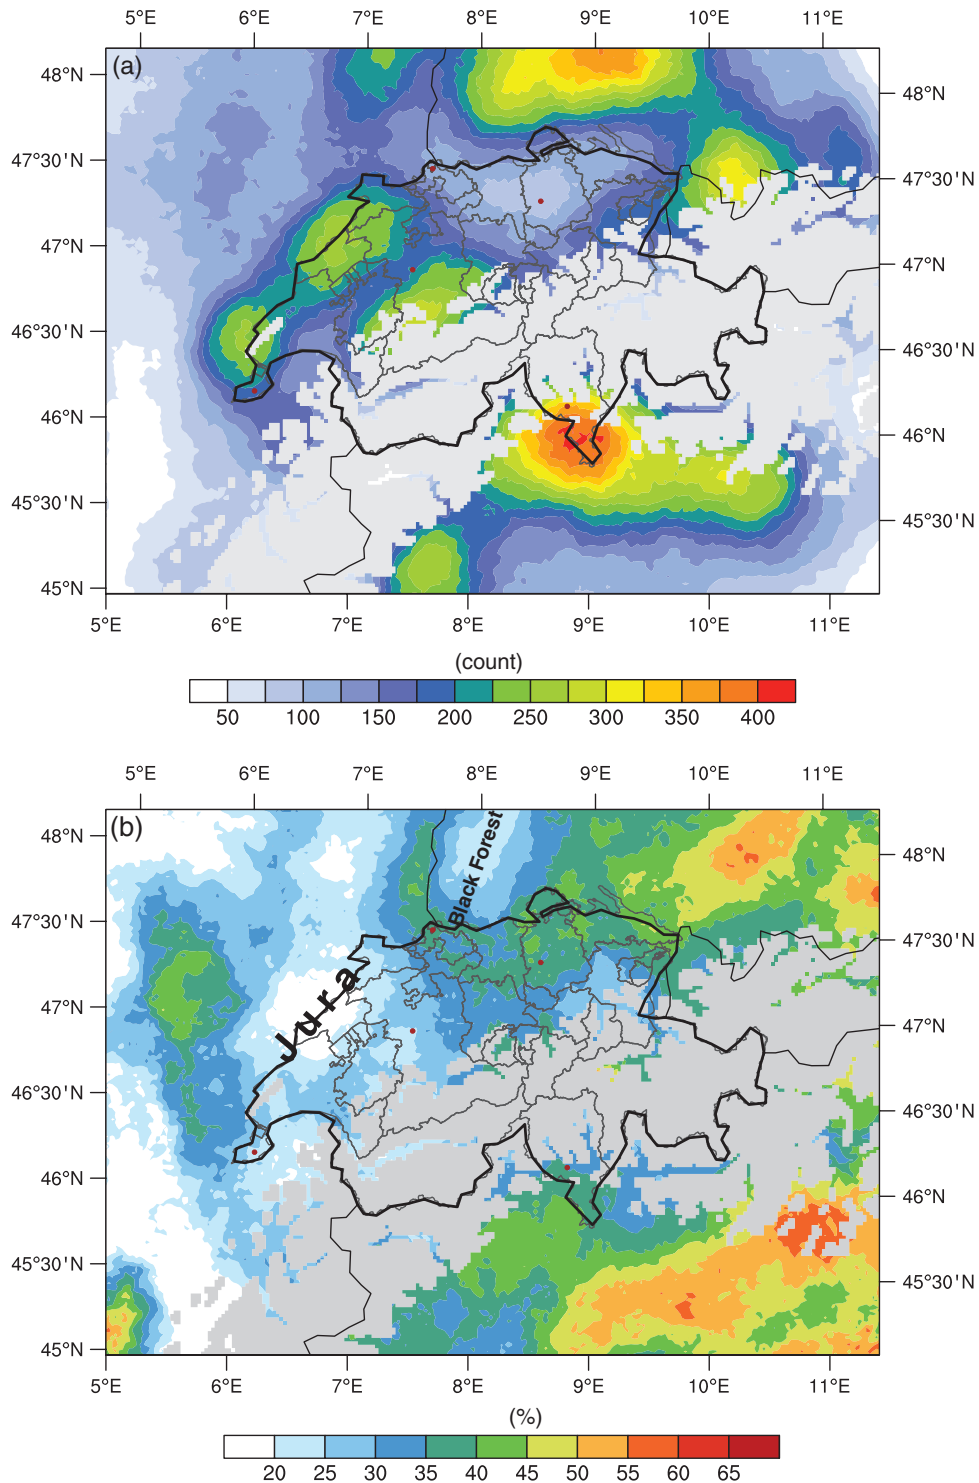 5°E 6°E 7°E 8°E 9°E 10°E 11°E
(a)
48°N 48°N
47°30'N 47°30'N
47°N 47°N
46°30'N 46°30'N
46°N 46°N
45°30'N 45°30'N
45°N
5°E 6°E 7°E 8°E 9°E 10°E 11°E
(count)
50 100 150 200 250 300 350 400
5°E 6°E 7°E 8°E 9°E 10°E 11°E
(b)
Black Forest
48°N 48°N
47°30'N 47°30'N
Jura
47°N 47°N
46°30'N 46°30'N
46°N 46°N
45°30'N 45°30'N
45°N
5°E 6°E 7°E 8°E 9°E 10°E 11°E
(%)
20 25 30 35 40 45 50 55 60 65